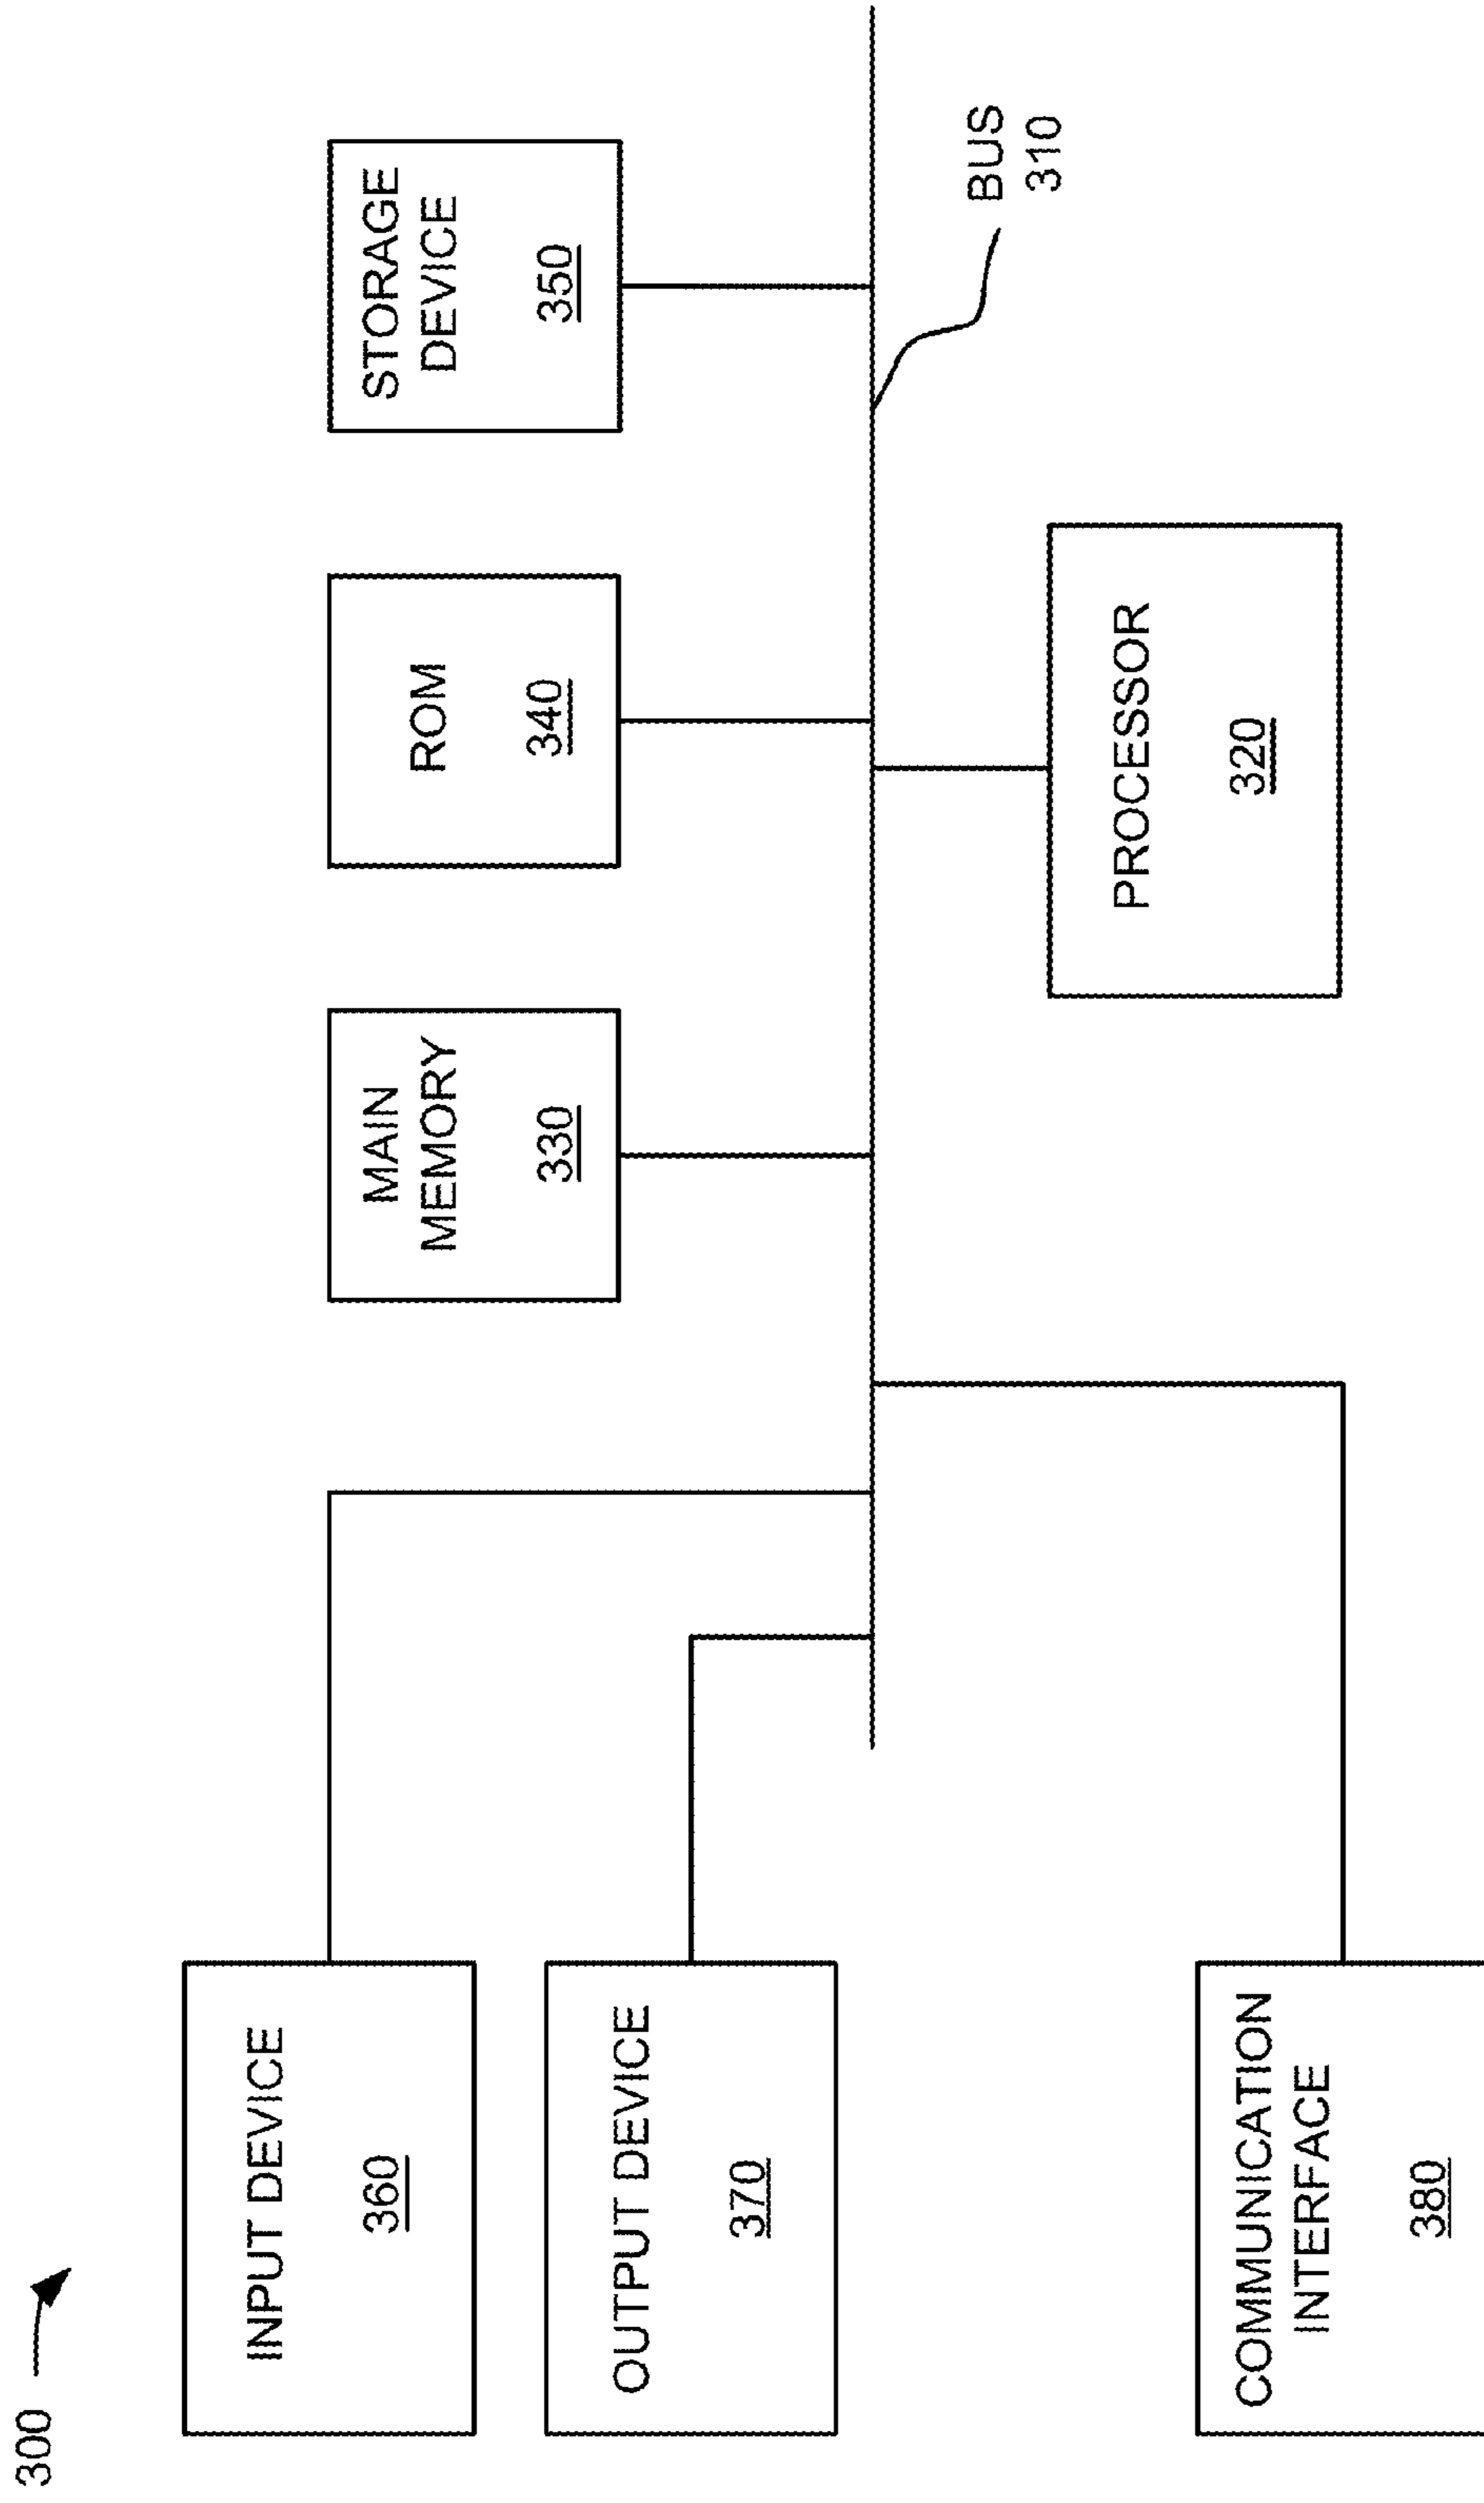 300
INPUT DEVICE
360
OUTPUT DEVICE
370
COMMUNICATION
INTERFACE
380
MAIN
MEMORY
330
ROM
340
STORAGE
DEVICE
350
PROCESSOR
320
BUS
310